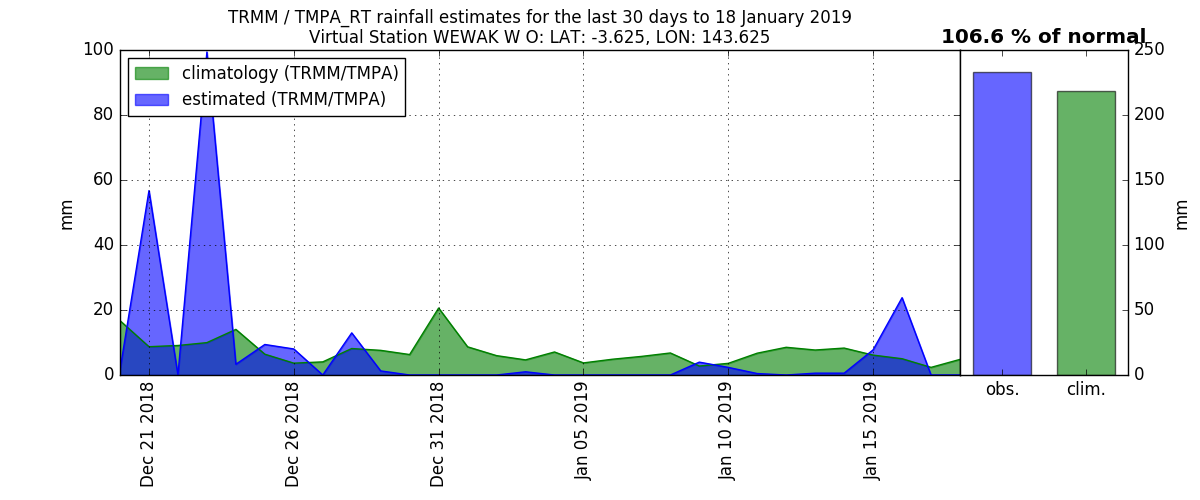 TRMM / TMPA_RT rainfall estimates for the last 30 days to 18 January 2019
Virtual Station WEWAK W O: LAT: -3.625, LON: 143.625
106.6 % of normal
climatology (TRMM/TMPA)
estimated (TRMM/TMPA)
100
80
60
40
20
0
mm
Dec 21 2018
Dec 26 2018
Dec 31 2018
Jan 05 2019
Jan 10 2019
Jan 15 2019
obs.
clim.
250
200
150
100
50
0
mm